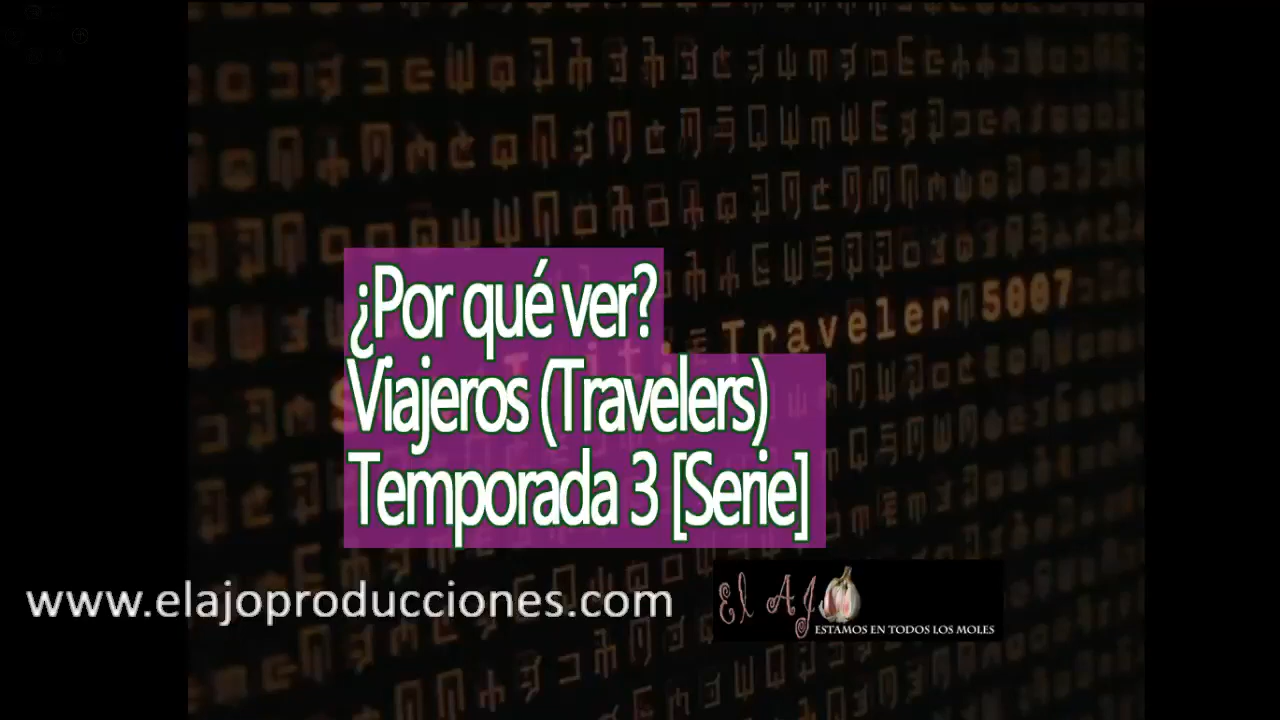 ¿Por qué ver?
Viajeros (Travelers)
Temporada 3 [Serie]
Traveler 5007
www.elajoproducciones.com
El AJO
ESTAMOS EN TODOS LOS MOLES